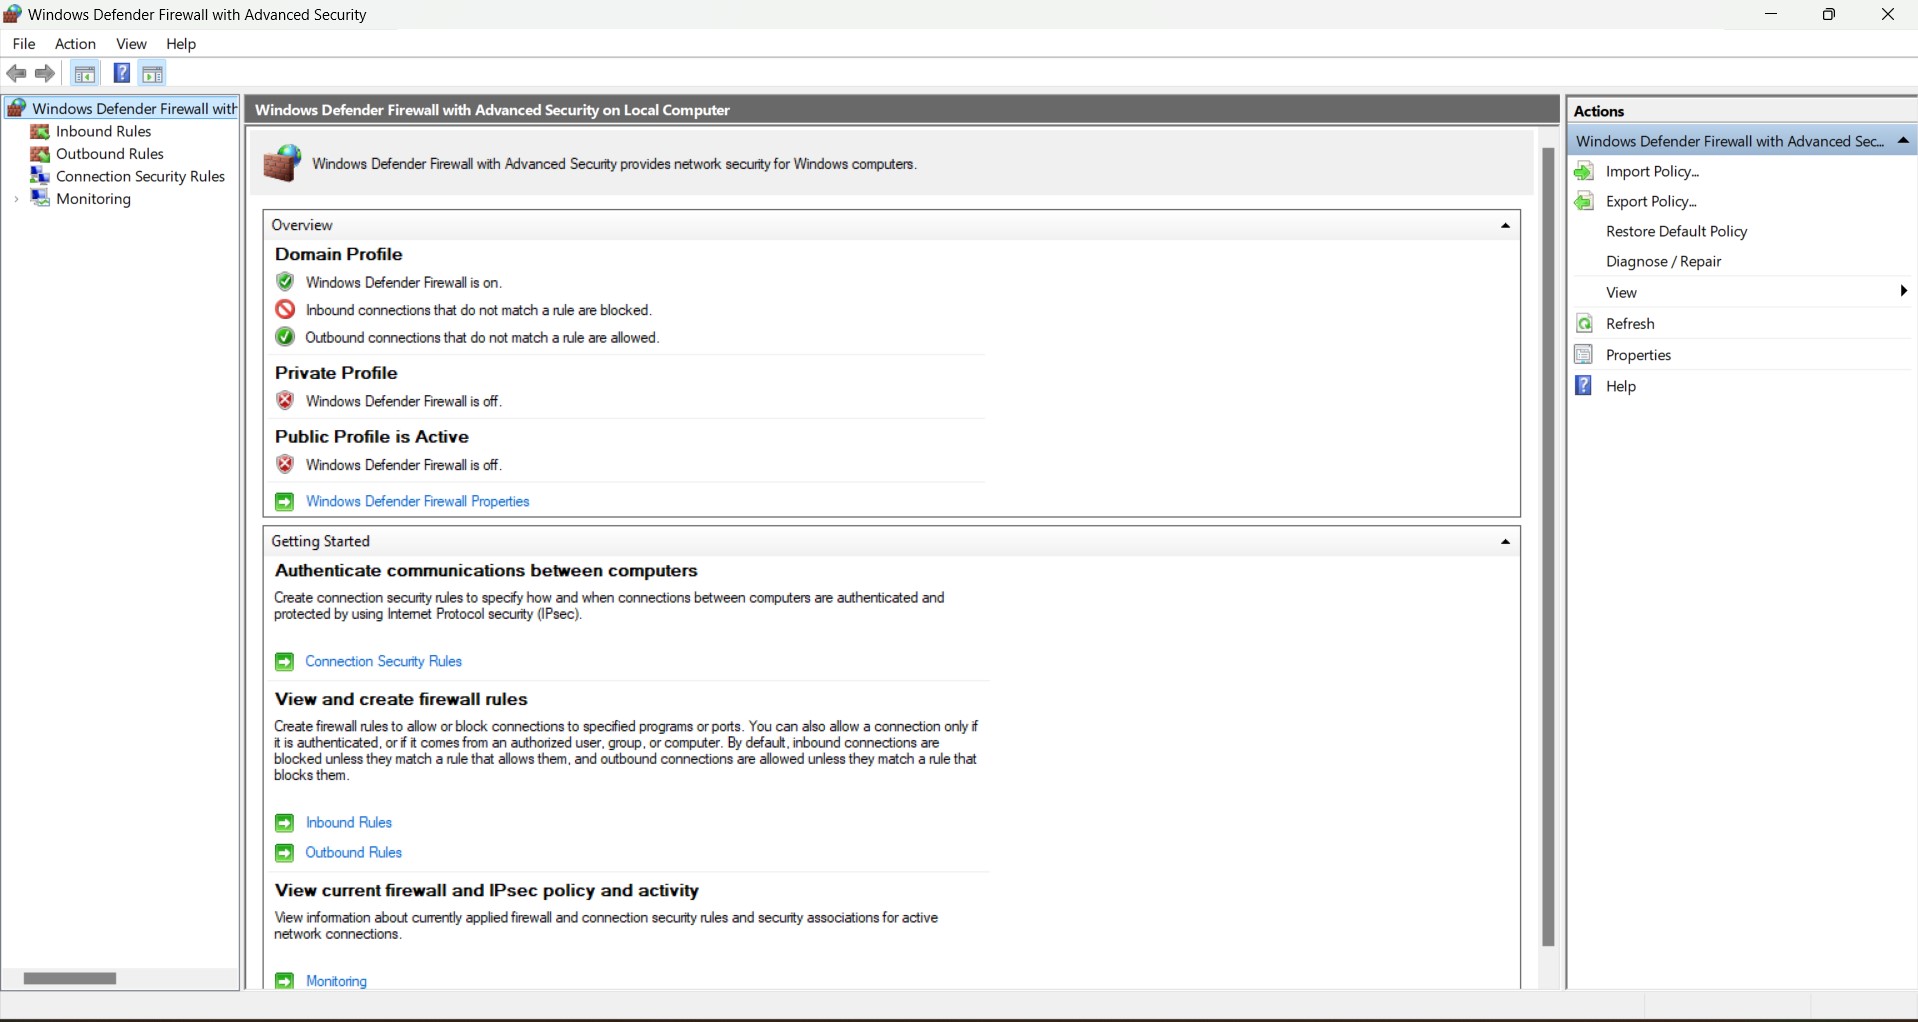 Windows Defender Firewall with Advanced Security
File Action View Help
Windows Defender Firewall with
Inbound Rules
Outbound Rules
Connection Security Rules
Monitoring
Windows Defender Firewall with Advanced Security on Local Computer
Windows Defender Firewall with Advanced Security provides network security for Windows computers.
Overview
Domain Profile
Windows Defender Firewall is on.
Inbound connections that do not match a rule are blocked.
Outbound connections that do not match a rule are allowed.
Private Profile
Windows Defender Firewall is off.
Public Profile is Active
Windows Defender Firewall is off.
Windows Defender Firewall Properties
Getting Started
Authenticate communications between computers
Create connection security rules to specify how and when connections between computers are authenticated and
protected by using Internet Protocol security (IPsec).
Connection Security Rules
View and create firewall rules
Create firewall rules to allow or block connections to specified programs or ports. You can also allow a connection only if
it is authenticated, or if it comes from an authorized user, group, or computer. By default, inbound connections are
blocked unless they match a rule that allows them, and outbound connections are allowed unless they match a rule that
blocks them.
Inbound Rules
Outbound Rules
View current firewall and IPsec policy and activity
View information about currently applied firewall and connection security rules and security associations for active
network connections.
Monitoring
Actions
Windows Defender Firewall with Advanced Sec...
Import Policy...
Export Policy...
Restore Default Policy
Diagnose / Repair
View
Refresh
Properties
Help